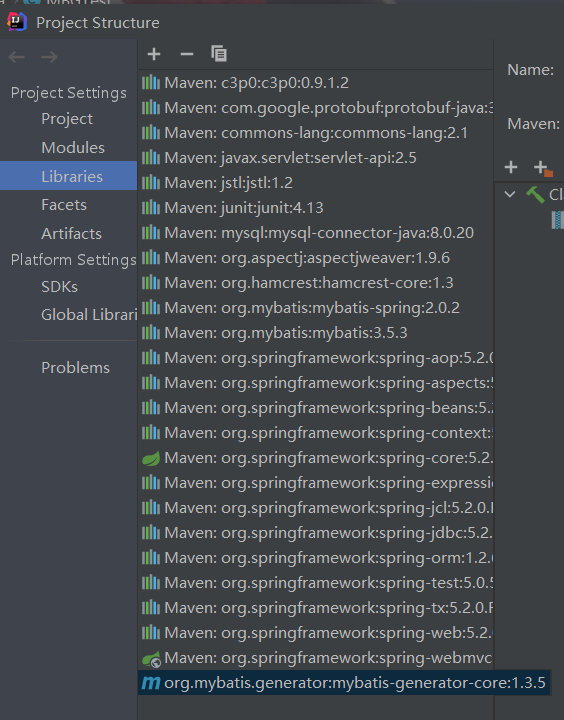 Project Structure
Project Settings
Project
Modules
Libraries
Facets
Artifacts
Platform Settings
SDKs
Global Librari
Problems
Maven: c3p0:c3p0:0.9.1.2
Maven: com.google.protobuf:protobuf-java:3
Maven: commons-lang:commons-lang:2.1
Maven: javax.servlet:servlet-api:2.5
Maven: jstl:jstl:1.2
Maven: junit:junit:4.13
Maven: mysql:mysql-connector-java:8.0.20
Maven: org.aspectj:aspectjweaver:1.9.6
Maven: org.hamcrest:hamcrest-core:1.3
Maven: org.mybatis:mybatis-spring:2.0.2
Maven: org.mybatis:mybatis:3.5.3
Maven: org.springframework:spring-aop:5.2.0
Maven: org.springframework:spring-aspects:5
Maven: org.springframework:spring-beans:5.2
Maven: org.springframework:spring-context:5
Maven: org.springframework:spring-core:5.2.
Maven: org.springframework:spring-expressi
Maven: org.springframework:spring-jcl:5.2.0.
Maven: org.springframework:spring-jdbc:5.2.
Maven: org.springframework:spring-orm:1.2.
Maven: org.springframework:spring-test:5.0.5
Maven: org.springframework:spring-tx:5.2.0.
Maven: org.springframework:spring-web:5.2.
Maven: org.springframework:spring-webmvc
org.mybatis.generator:mybatis-generator-core:1.3.5
Name:
Maven:
Cl